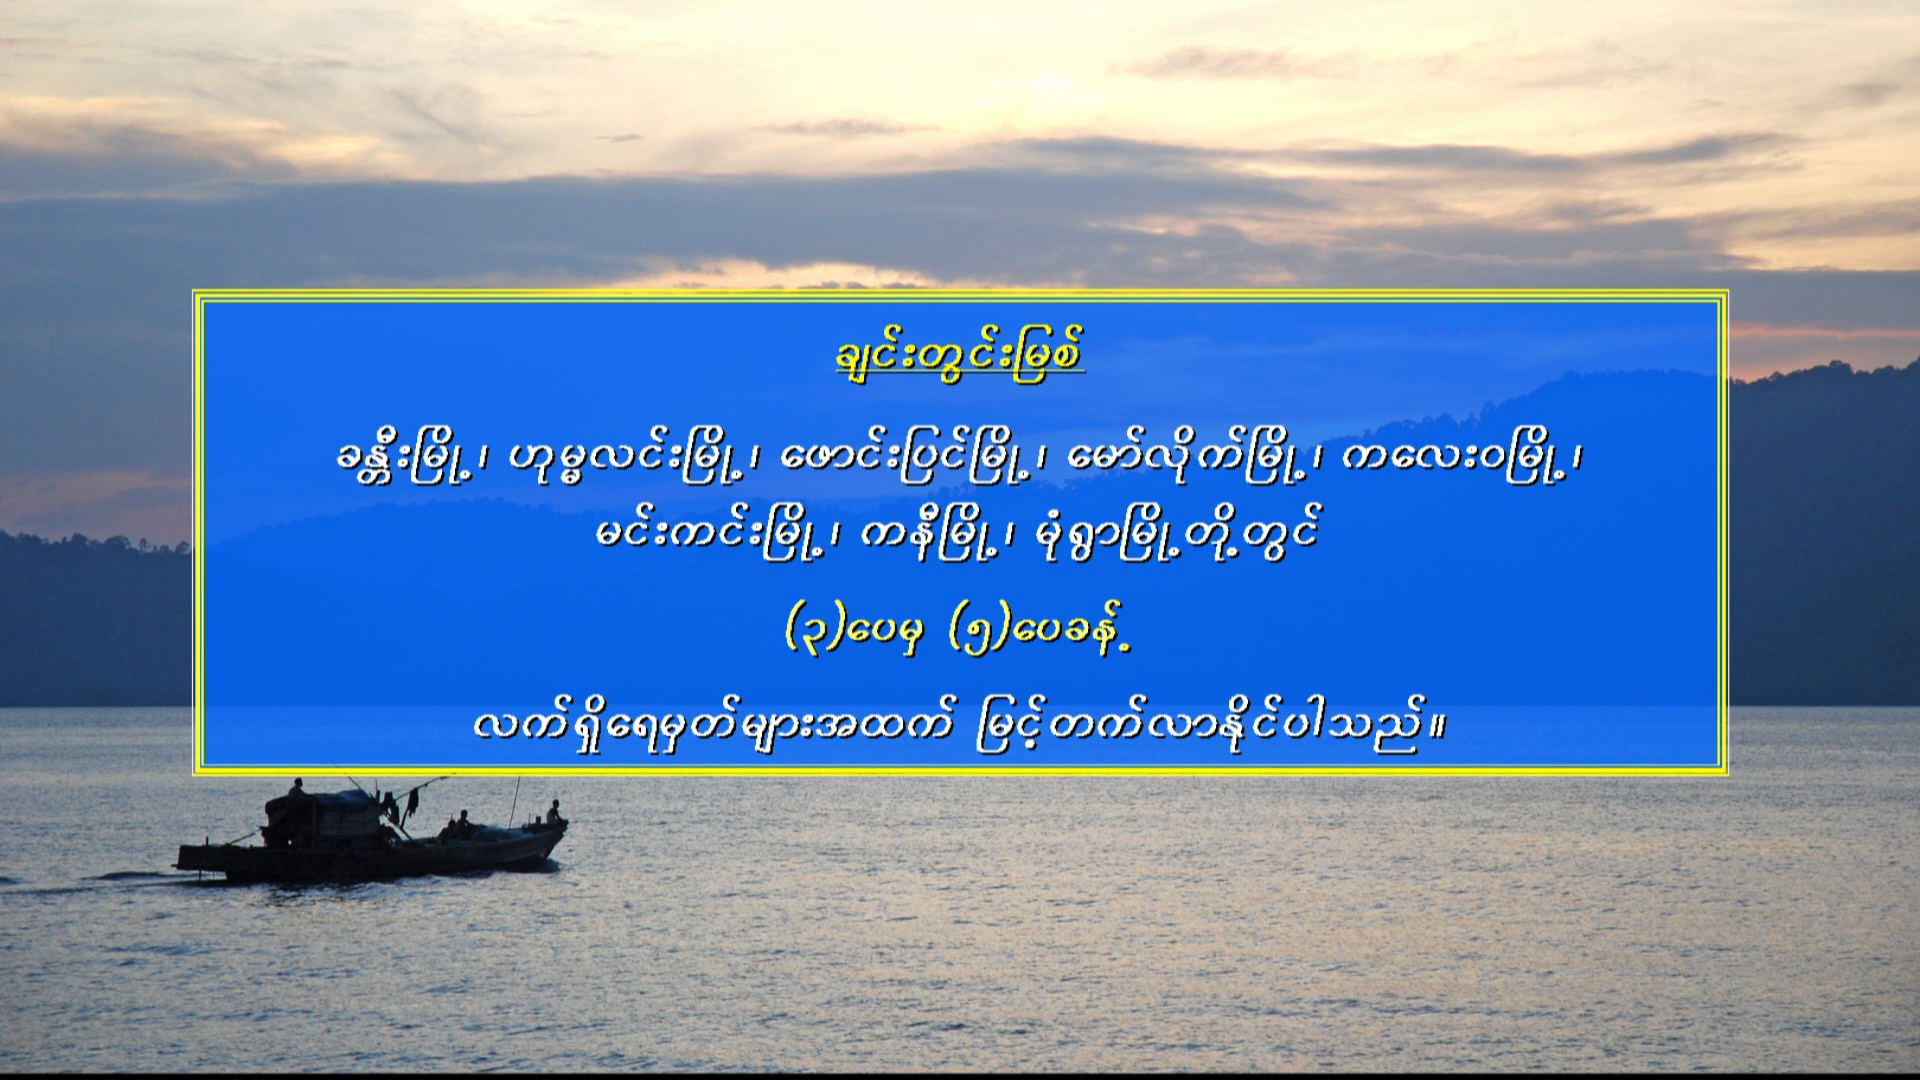 ချင်းတွင်းမြစ်
ခန္တီးမြို့၊ ဟုမ္မလင်းမြို့၊ ဖောင်းပြင်မြို့၊ မော်လိုက်မြို့၊ ကလေးဝမြို့၊
မင်းကင်းမြို့၊ ကနီမြို့၊ မုံရွာမြို့တို့တွင်
(၃)ပေမှ (၅)ပေခန့်
လက်ရှိရေမှတ်များအထက် မြင့်တက်လာနိုင်ပါသည်။